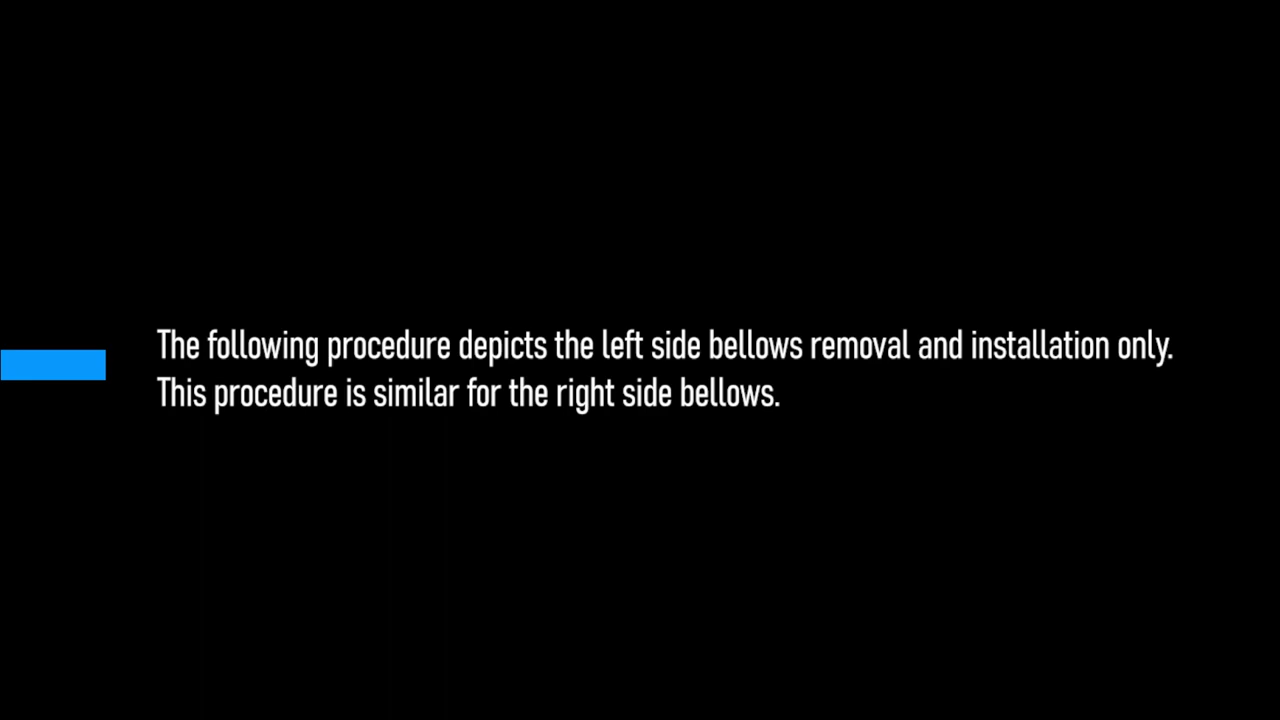 The following procedure depicts the left side bellows removal and installation only.
This procedure is similar for the right side bellows.